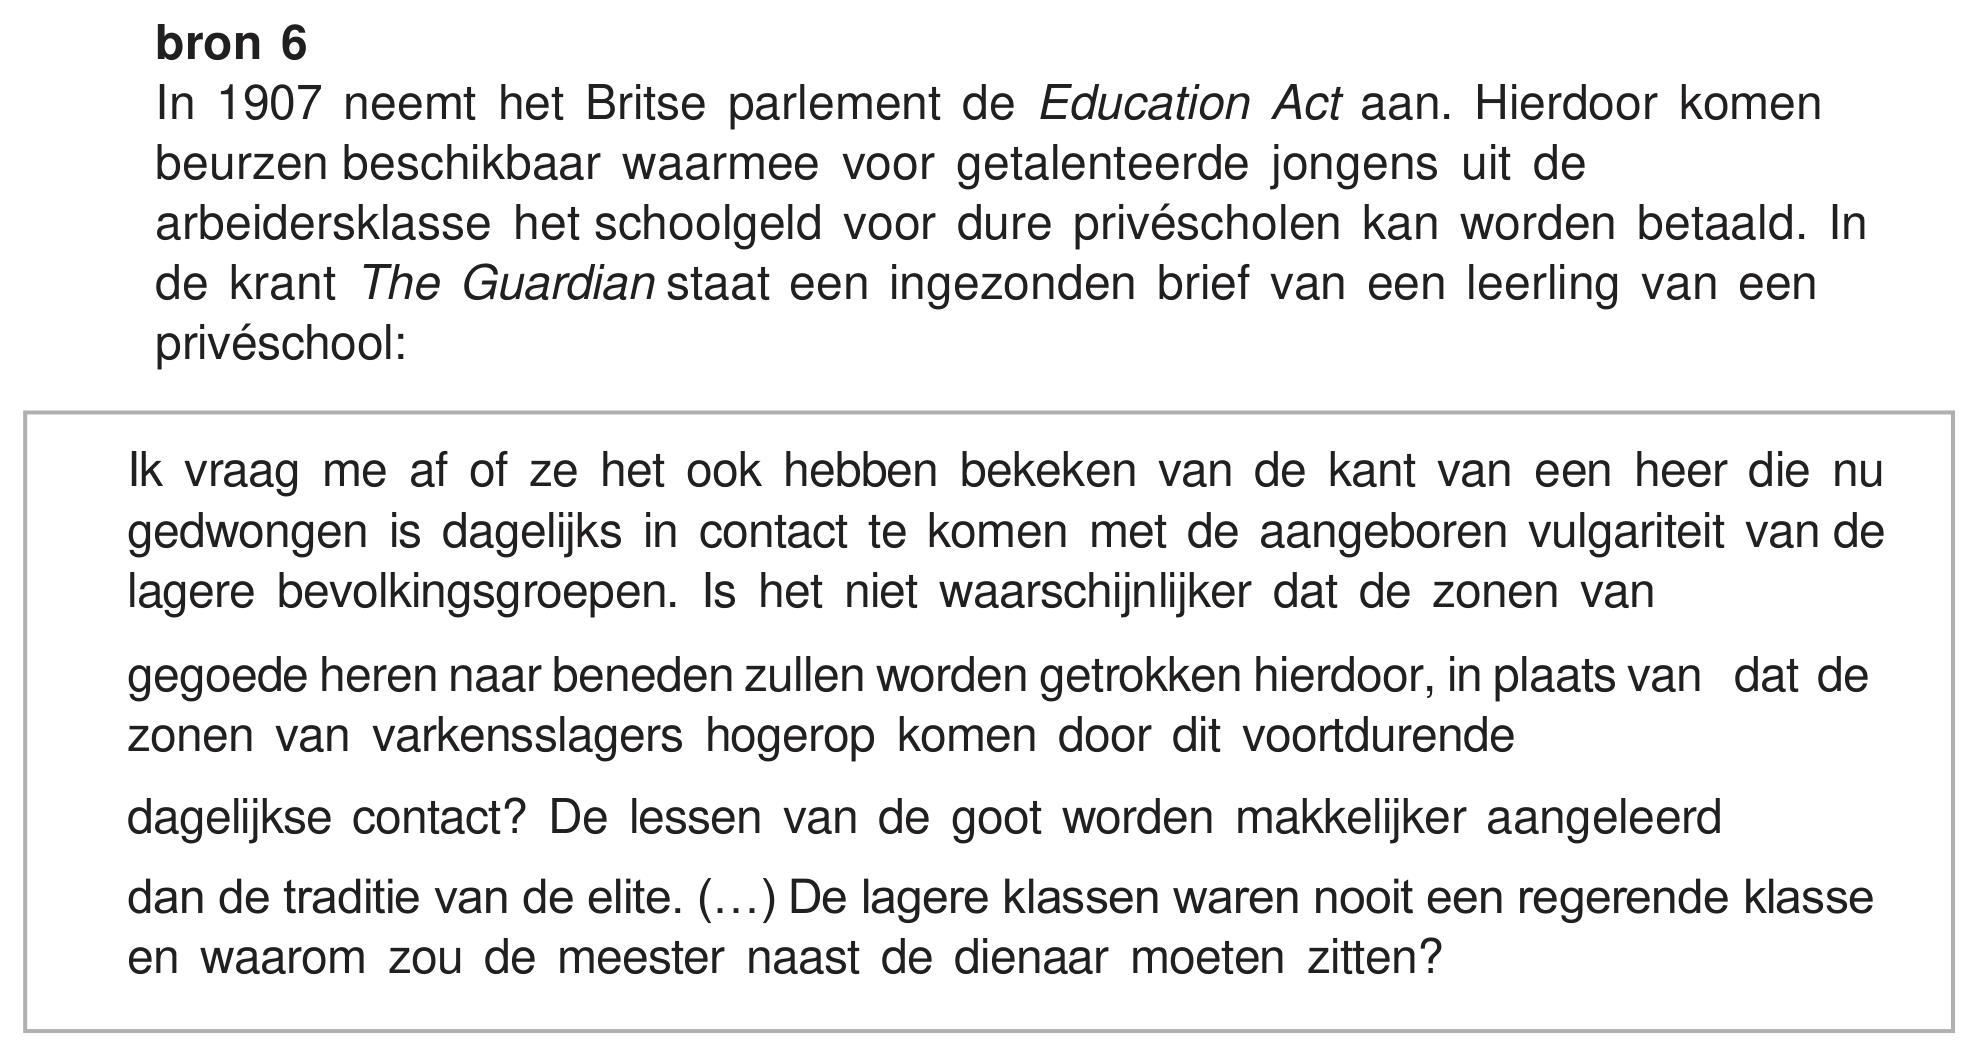 bron 6
In 1907 neemt het Britse parlement de Education Act aan. Hierdoor komen
beurzen beschikbaar waarmee voor getalenteerde jongens uit de
arbeidersklasse het schoolgeld voor dure privéscholen kan worden betaald. In
de krant The Guardian staat een ingezonden brief van een leerling van een
privéschool:
Ik vraag me af of ze het ook hebben bekeken van de kant van een heer die nu
gedwongen is dagelijks in contact te komen met de aangeboren vulgariteit van de
lagere bevolkingsgroepen. Is het niet waarschijnlijker dat de zonen van
gegoede heren naar beneden zullen worden getrokken hierdoor, in plaats van dat de
zonen van varkensslagers hogerop komen door dit voortdurende
dagelijkse contact? De lessen van de goot worden makkelijker aangeleerd
dan de traditie van de elite. (…) De lagere klassen waren nooit een regerende klasse
en waarom zou de meester naast de dienaar moeten zitten?